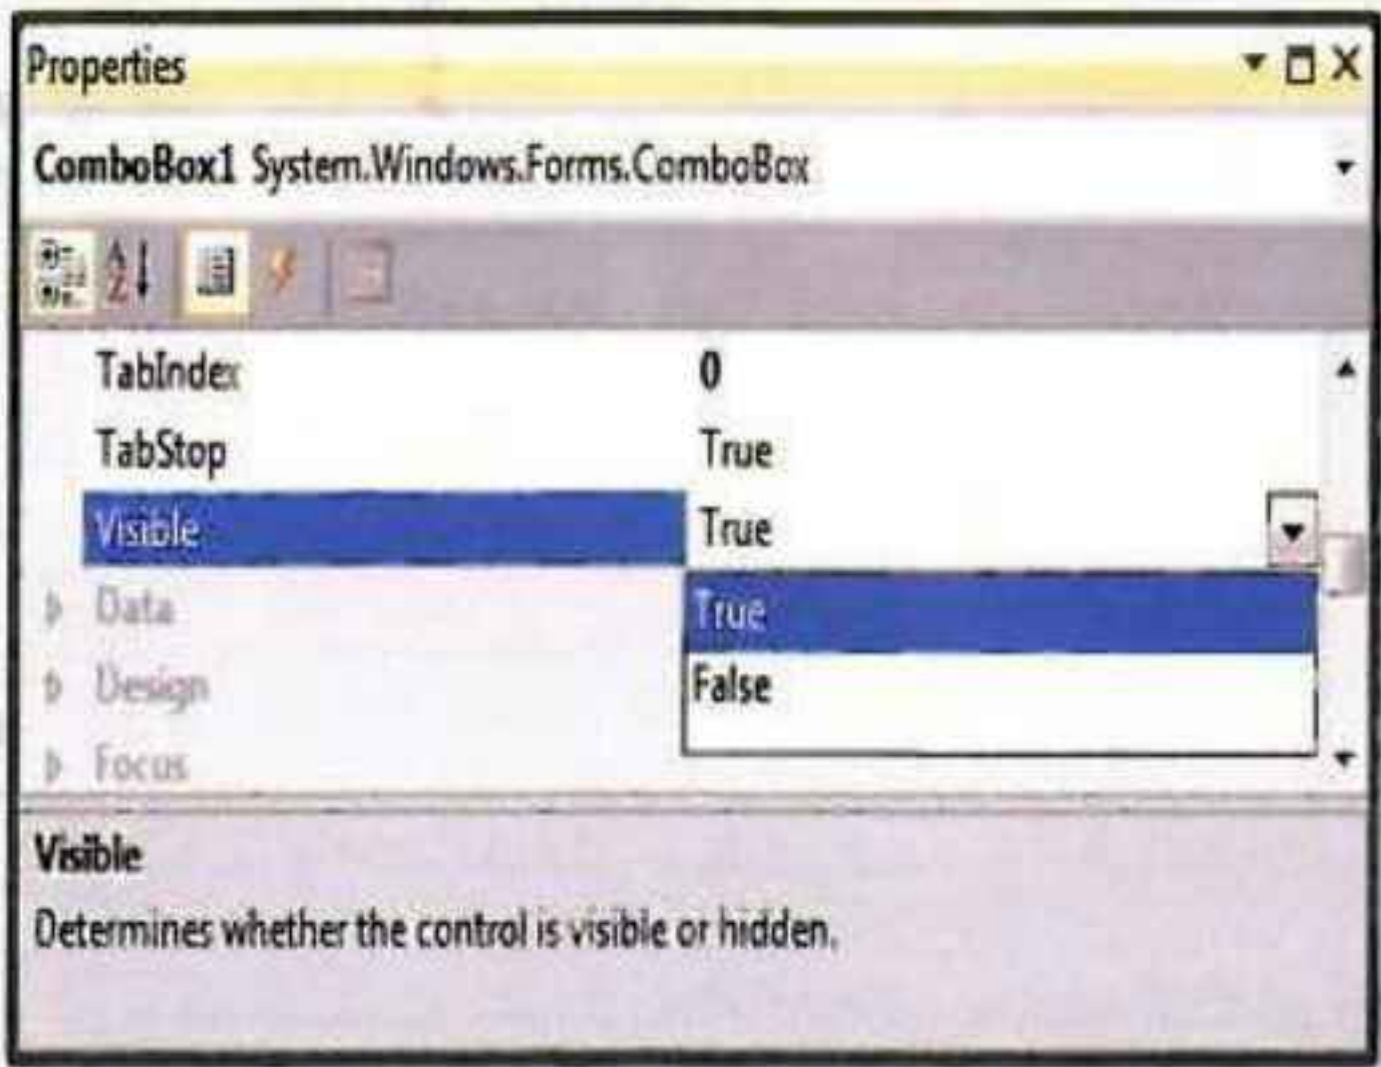 Properties
ComboBox1 System.Windows.Forms.ComboBox
TabIndex 0
TabStop True
Visible True
Data True
Design False
Focus
Visible
Determines whether the control is visible or hidden.